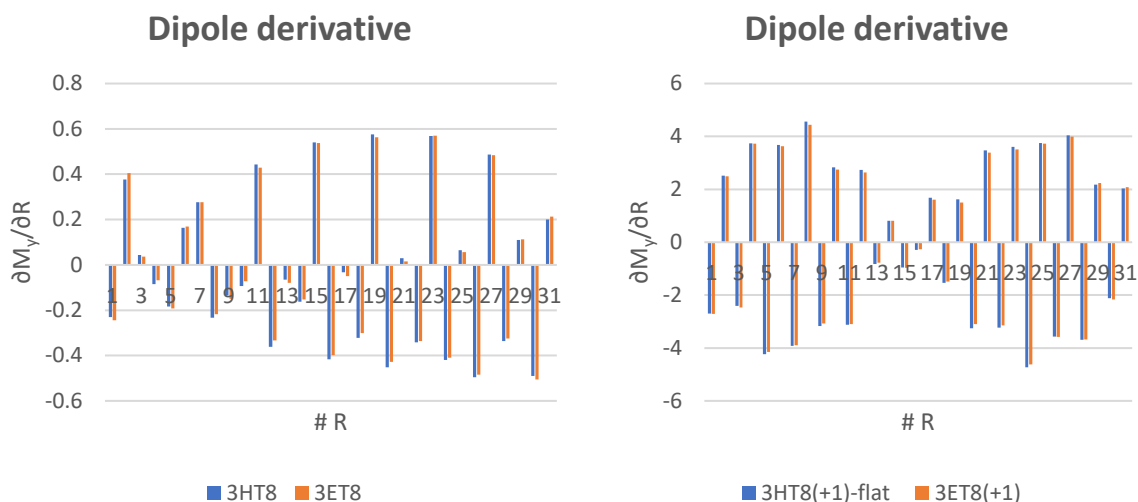 Dipole derivative
0.8
0.6
0.4
0.2
0
-0.2
-0.4
-0.6
∂My/∂R
1 3 5 7 9 11 13 15 17 19 21 23 25 27 29 31
# R
3HT8 3ET8
Dipole derivative
6
4
2
0
-2
-4
-6
∂My/∂R
1 3 5 7 9 11 13 15 17 19 21 23 25 27 29 31
# R
3HT8(+1)-flat 3ET8(+1)